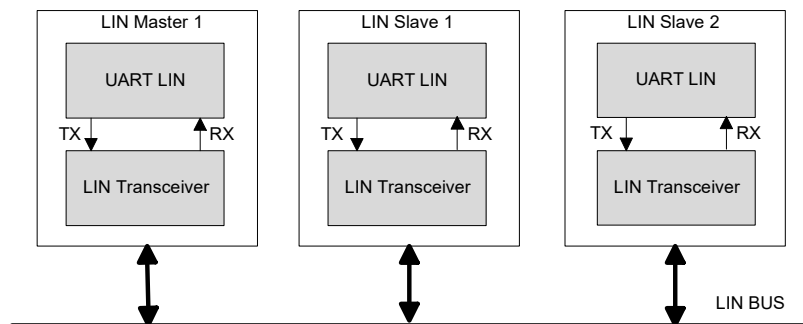 LIN Master 1
LIN Slave 1
LIN Slave 2
UART LIN
UART LIN
UART LIN
TX
RX
TX
RX
TX
RX
LIN Transceiver
LIN Transceiver
LIN Transceiver
LIN BUS